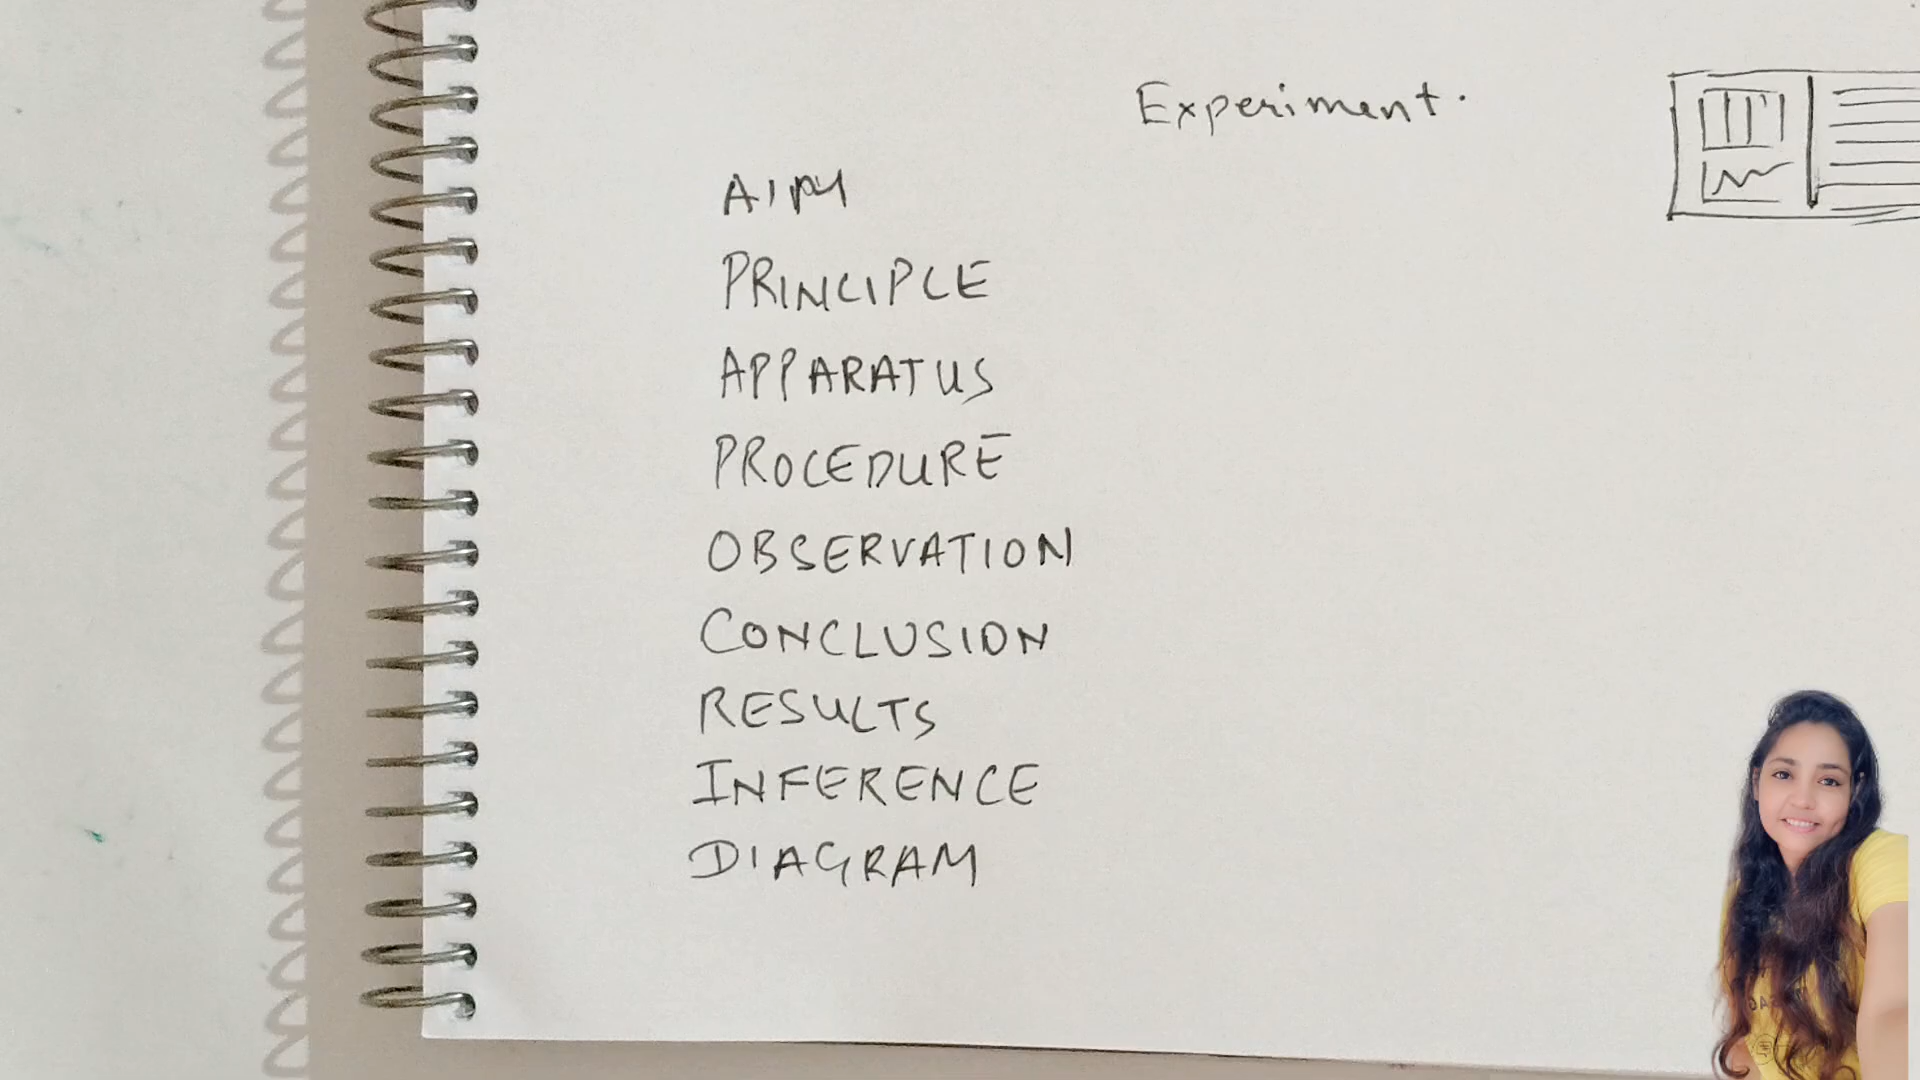 Experiment.
AIM
PRINCIPLE
APPARATUS
PROCEDURE
OBSERVATION
CONCLUSION
RESULTS
INFERENCE
DIAGRAM